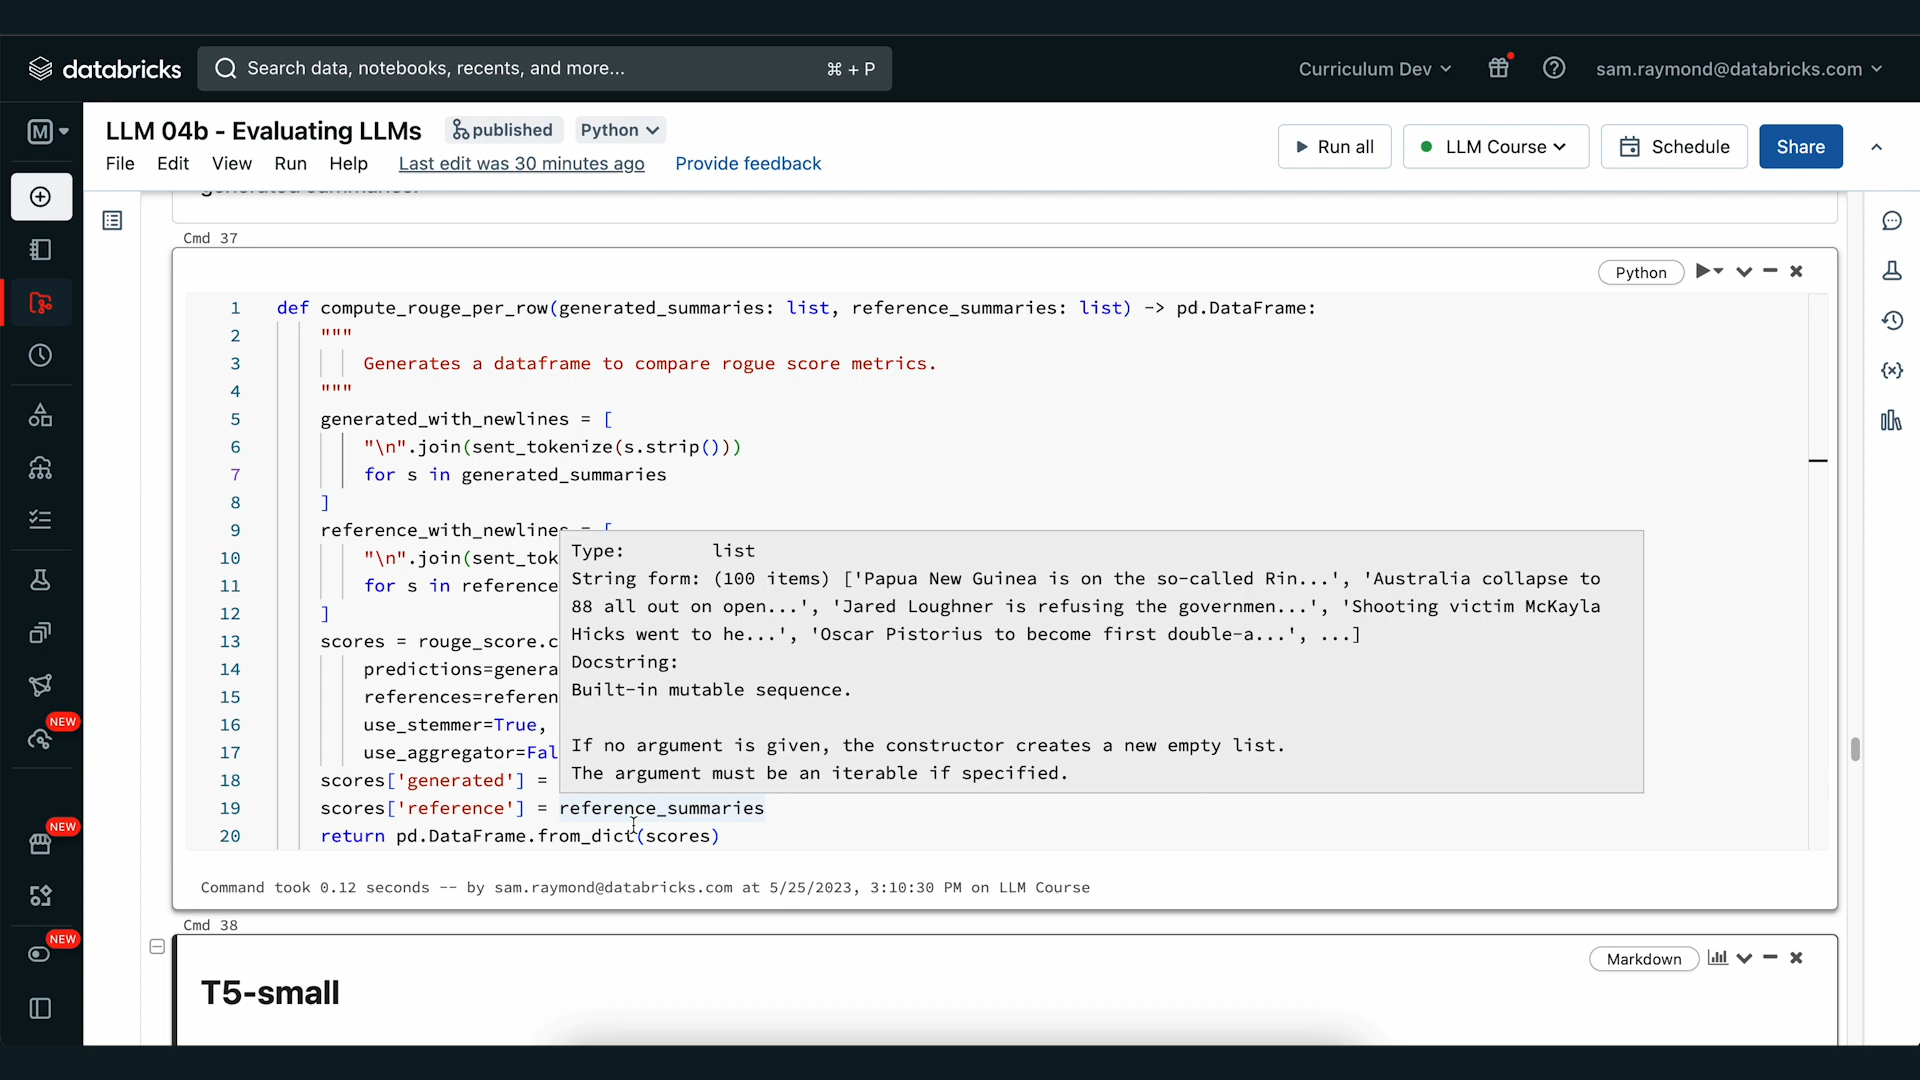 databricks
Search data, notebooks, recents, and more...
⌘ + P
Curriculum Dev
sam.raymond@databricks.com
M
LLM 04b - Evaluating LLMs
published
Python
File Edit View Run Help Last edit was 30 minutes ago Provide feedback
Run all
LLM Course
Schedule
Share
generated summaries.
Cmd 37
Python
1 def compute_rouge_per_row(generated_summaries: list, reference_summaries: list) -> pd.DataFrame:
2 """
3 Generates a dataframe to compare rogue score metrics.
4 """
5 generated_with_newlines = [
6 "\n".join(sent_tokenize(s.strip()))
7 for s in generated_summaries
8 ]
9 reference_with_newlines = [
10 "\n".join(sent_tok
11 for s in reference
12 ]
13 scores = rouge_score.c
14 predictions=genera
15 references=referen
16 use_stemmer=True,
17 use_aggregator=Fal
18 scores['generated'] =
19 scores['reference'] = reference_summaries
20 return pd.DataFrame.from_dict(scores)
Type: list
String form: (100 items) ['Papua New Guinea is on the so-called Rin...', 'Australia collapse to
88 all out on open...', 'Jared Loughner is refusing the governmen...', 'Shooting victim McKayla
Hicks went to he...', 'Oscar Pistorius to become first double-a...', ...]
Docstring:
Built-in mutable sequence.
If no argument is given, the constructor creates a new empty list.
The argument must be an iterable if specified.
Command took 0.12 seconds -- by sam.raymond@databricks.com at 5/25/2023, 3:10:30 PM on LLM Course
Cmd 38
Markdown
T5-small
NEW
NEW
NEW